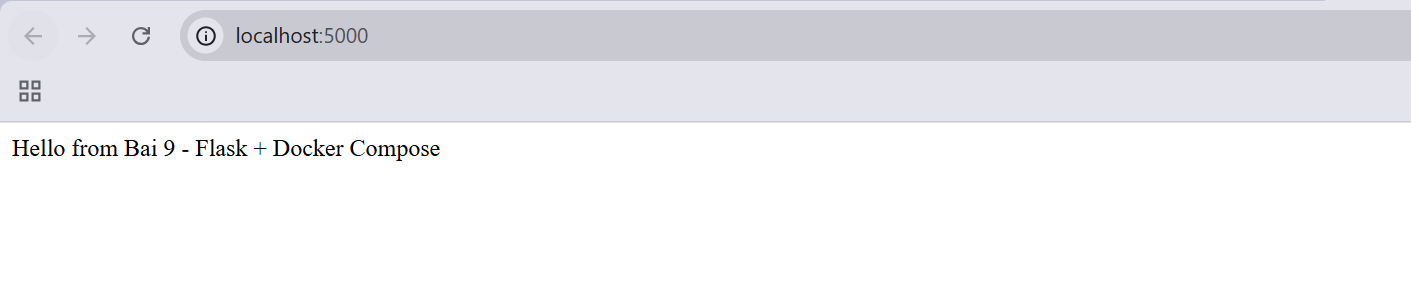 localhost:5000
Hello from Bai 9 - Flask + Docker Compose